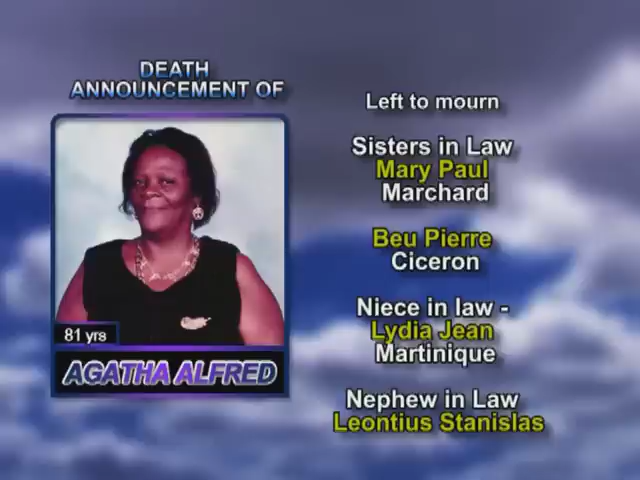 DEATH
ANNOUNCEMENT OF
81 yrs
AGATHA ALFRED
Left to mourn
Sisters in Law
Mary Paul
Marchard
Beu Pierre
Ciceron
Niece in law -
Lydia Jean
Martinique
Nephew in Law
Leontius Stanislas